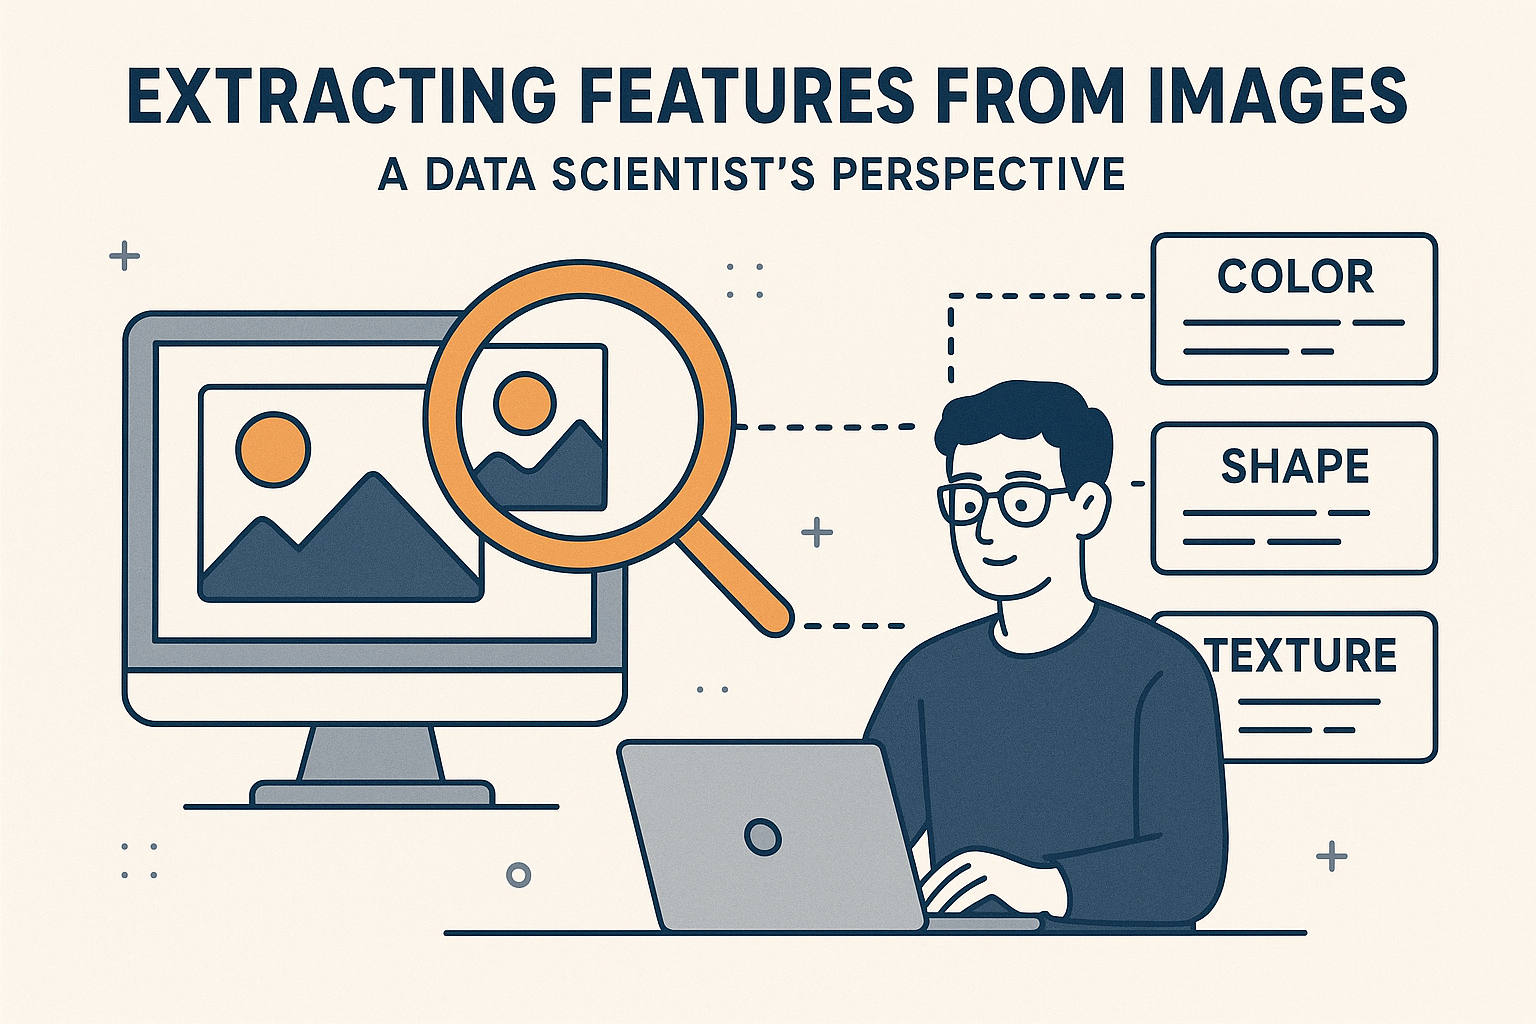 EXTRACTING FEATURES FROM IMAGES
A DATA SCIENTIST'S PERSPECTIVE
COLOR
SHAPE
TEXTURE